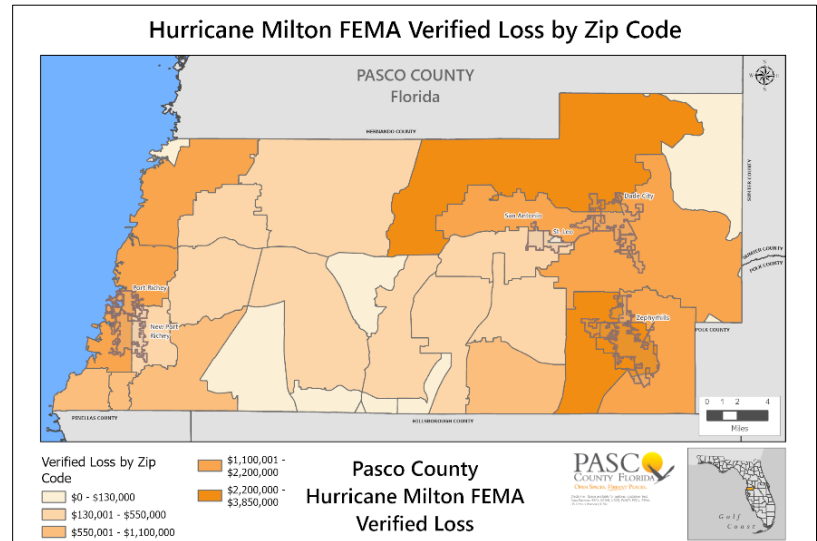 Hurricane Milton FEMA Verified Loss by Zip Code
PASCO COUNTY
Florida
HERNANDO COUNTY
SUMTER COUNTY
Dade City
San Antonio
St. Leo
SUMTER COUNTY
POLK COUNTY
Port Richey
New Port
Richey
Zephyrhills
POLK COUNTY
PINELLAS COUNTY
HILLSBOROUGH COUNTY
0 1 2 4
Miles
Verified Loss by Zip
Code
$0 - $130,000
$130,001 - $550,000
$550,001 - $1,100,000
$1,100,001 -
$2,200,000
$2,200,000 -
$3,850,000
Pasco County
Hurricane Milton FEMA
Verified Loss
PASCO
COUNTY FLORIDA
OPEN SPACES. VIBRANT PLACES.
Gulf
Coast